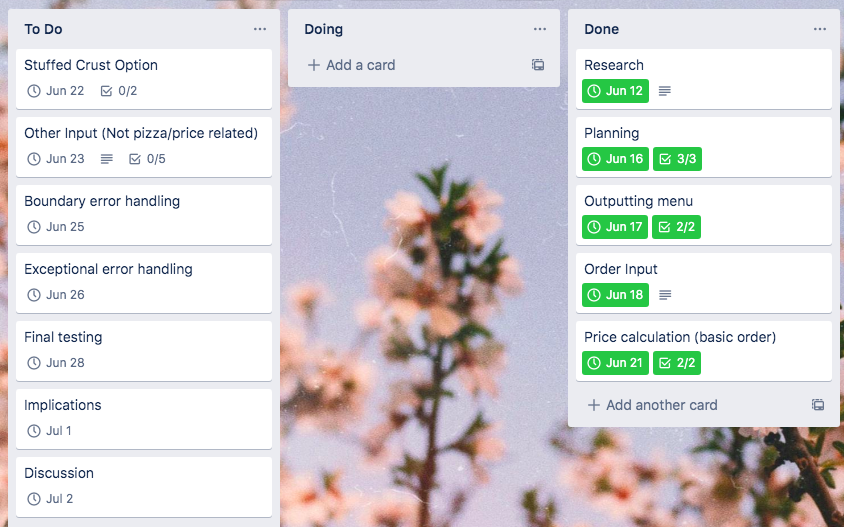 To Do
Stuffed Crust Option
Jun 22 0/2
Other Input (Not pizza/price related)
Jun 23 0/5
Boundary error handling
Jun 25
Exceptional error handling
Jun 26
Final testing
Jun 28
Implications
Jul 1
Discussion
Jul 2
Doing
Add a card
Done
Research
Jun 12
Planning
Jun 16 3/3
Outputting menu
Jun 17 2/2
Order Input
Jun 18
Price calculation (basic order)
Jun 21 2/2
Add another card